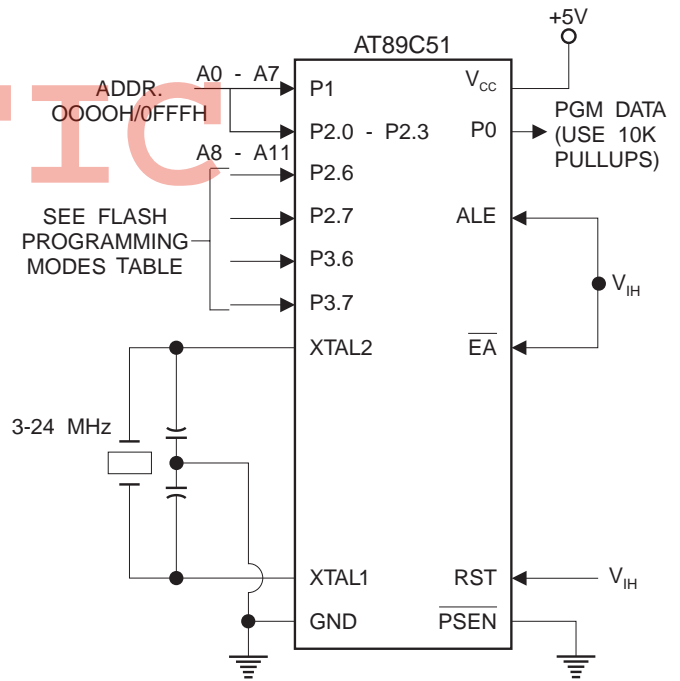 AT89C51
+5V
ADDR.
OOOOH/0FFFH
A0 - A7
P1
P2.0 - P2.3
A8 - A11
P2.6
P2.7
P3.6
P3.7
SEE FLASH
PROGRAMMING
MODES TABLE
XTAL2
3-24 MHz
XTAL1
GND
VCC
P0
PGM DATA
(USE 10K
PULLUPS)
ALE
VIH
EA
RST
VIH
PSEN
TIC